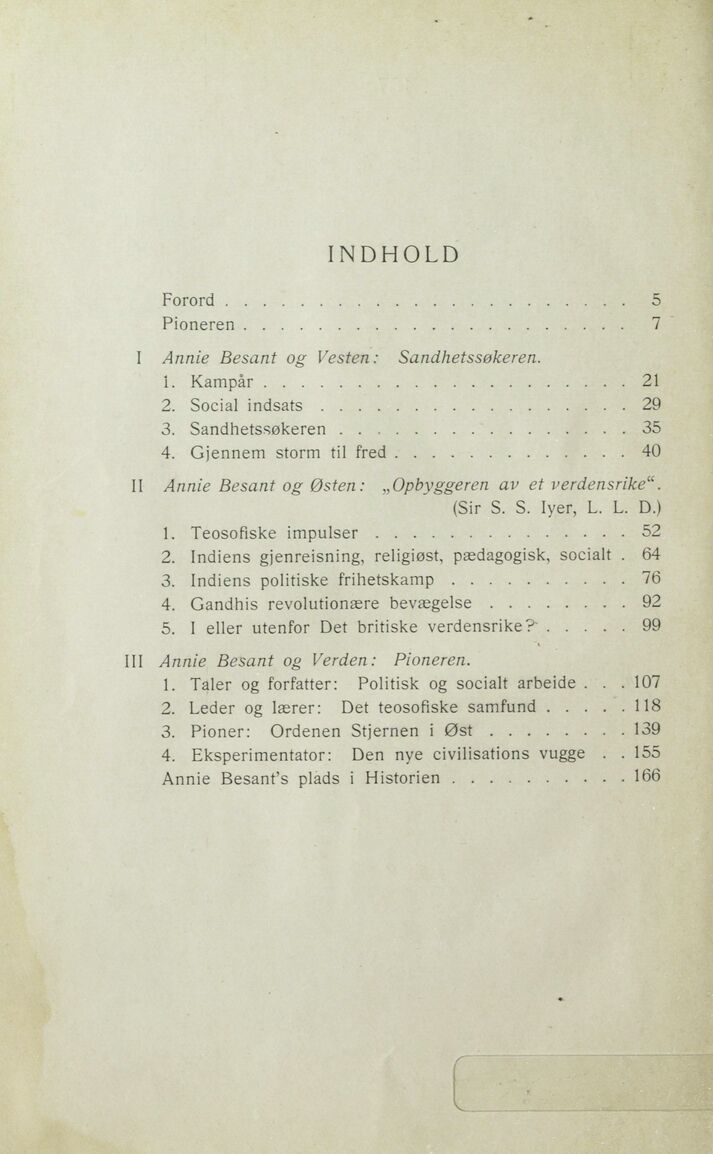 INDHOLD
Forord . . . . . . . . . . . . . . . . . . . . . . 5
Pioneren . . . . . . . . . . . . . . . . . . . . . 7
I Annie Besant og Vesten: Sandhetssøkeren.
1. Kampår . . . . . . . . . . . . . . . . . . . . 21
2. Social indsats . . . . . . . . . . . . . . . . . 29
3. Sandhetssøkeren . . . . . . . . . . . . . . . . 35
4. Gjennem storm til fred . . . . . . . . . . . . . 40
II Annie Besant og Østen: „Opbyggeren av et verdensrike“.
(Sir S. S. Iyer, L. L. D.)
1. Teosofiske impulser . . . . . . . . . . . . . . 52
2. Indiens gjenreisning, religiøst, pædagogisk, socialt . 64
3. Indiens politiske frihetskamp . . . . . . . . . . 76
4. Gandhis revolutionære bevægelse . . . . . . . . 92
5. I eller utenfor Det britiske verdensrike? . . . . . 99
III Annie Besant og Verden: Pioneren.
1. Taler og forfatter: Politisk og socialt arbeide . . . 107
2. Leder og lærer: Det teosofiske samfund . . . . . 118
3. Pioner: Ordenen Stjernen i Øst . . . . . . . . 139
4. Eksperimentator: Den nye civilisations vugge . . 155
Annie Besant's plads i Historien . . . . . . . . . . 166